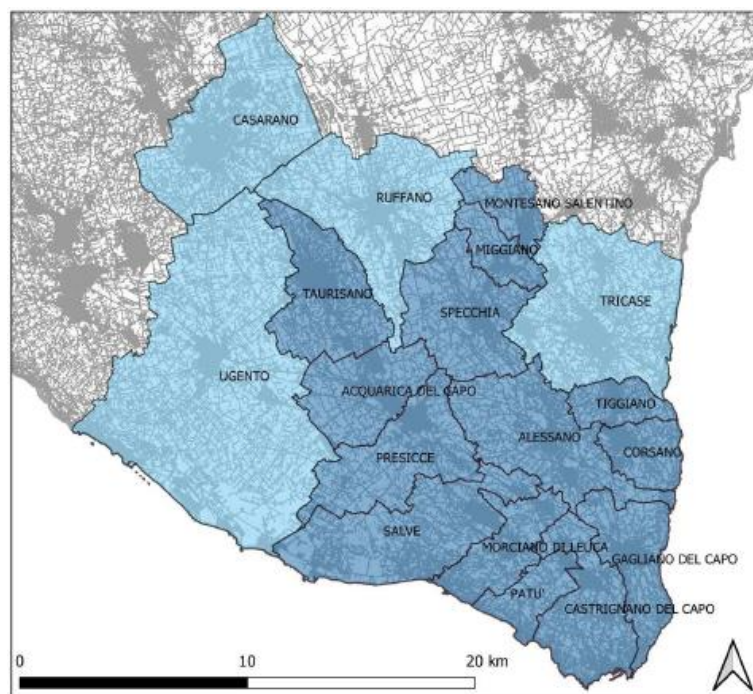 CASARANO
RUFFANO
MONTESANO SALENTINO
MIGGIANO
TAURISANO
TRICASE
SPECCHIA
UGENTO
ACQUARICA DEL CAPO
TIGGIANO
ALESSANO
CORSANO
PRESICCE
SALVE
MORCIANO DI LEUCA
GAGLIANO DEL CAPO
PATU'
CASTRIGNANO DEL CAPO
0 10 20 km